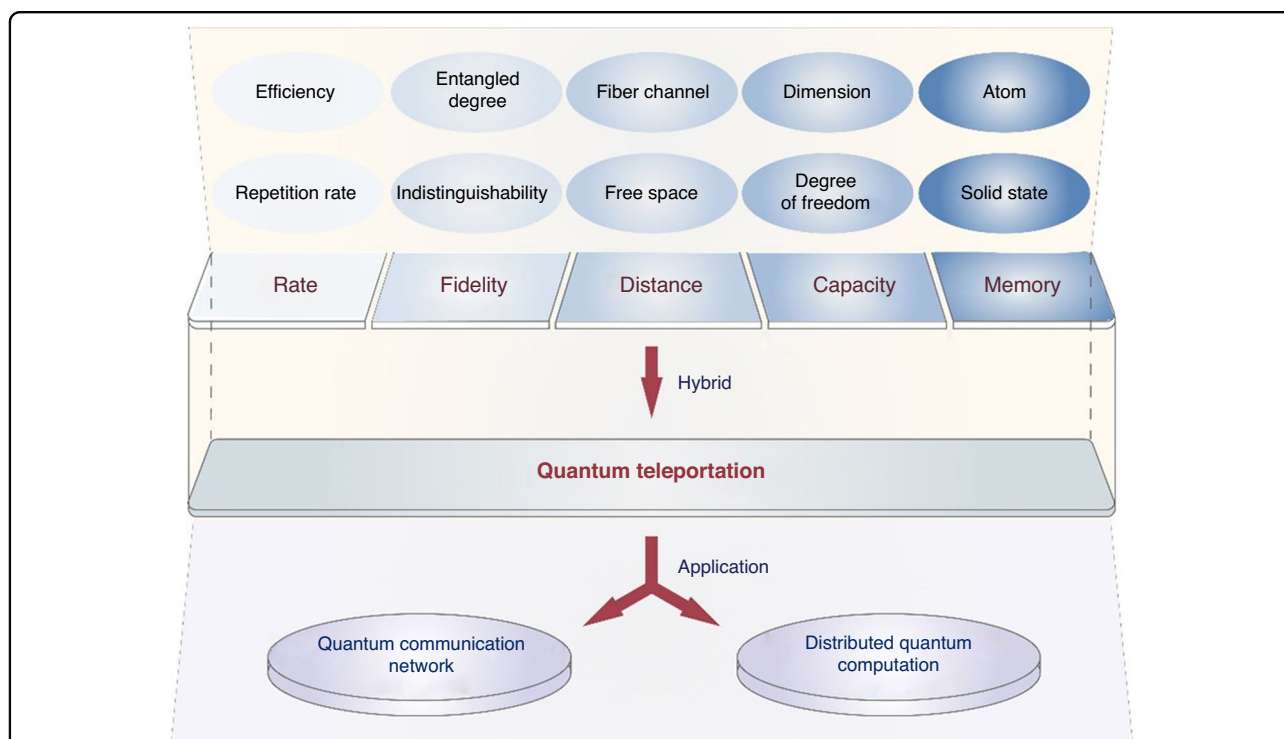 Efficiency
Entangled
degree
Fiber channel
Dimension
Atom
Repetition rate
Indistinguishability
Free space
Degree
of freedom
Solid state
Rate
Fidelity
Distance
Capacity
Memory
Hybrid
Quantum teleportation
Application
Quantum communication
network
Distributed quantum
computation